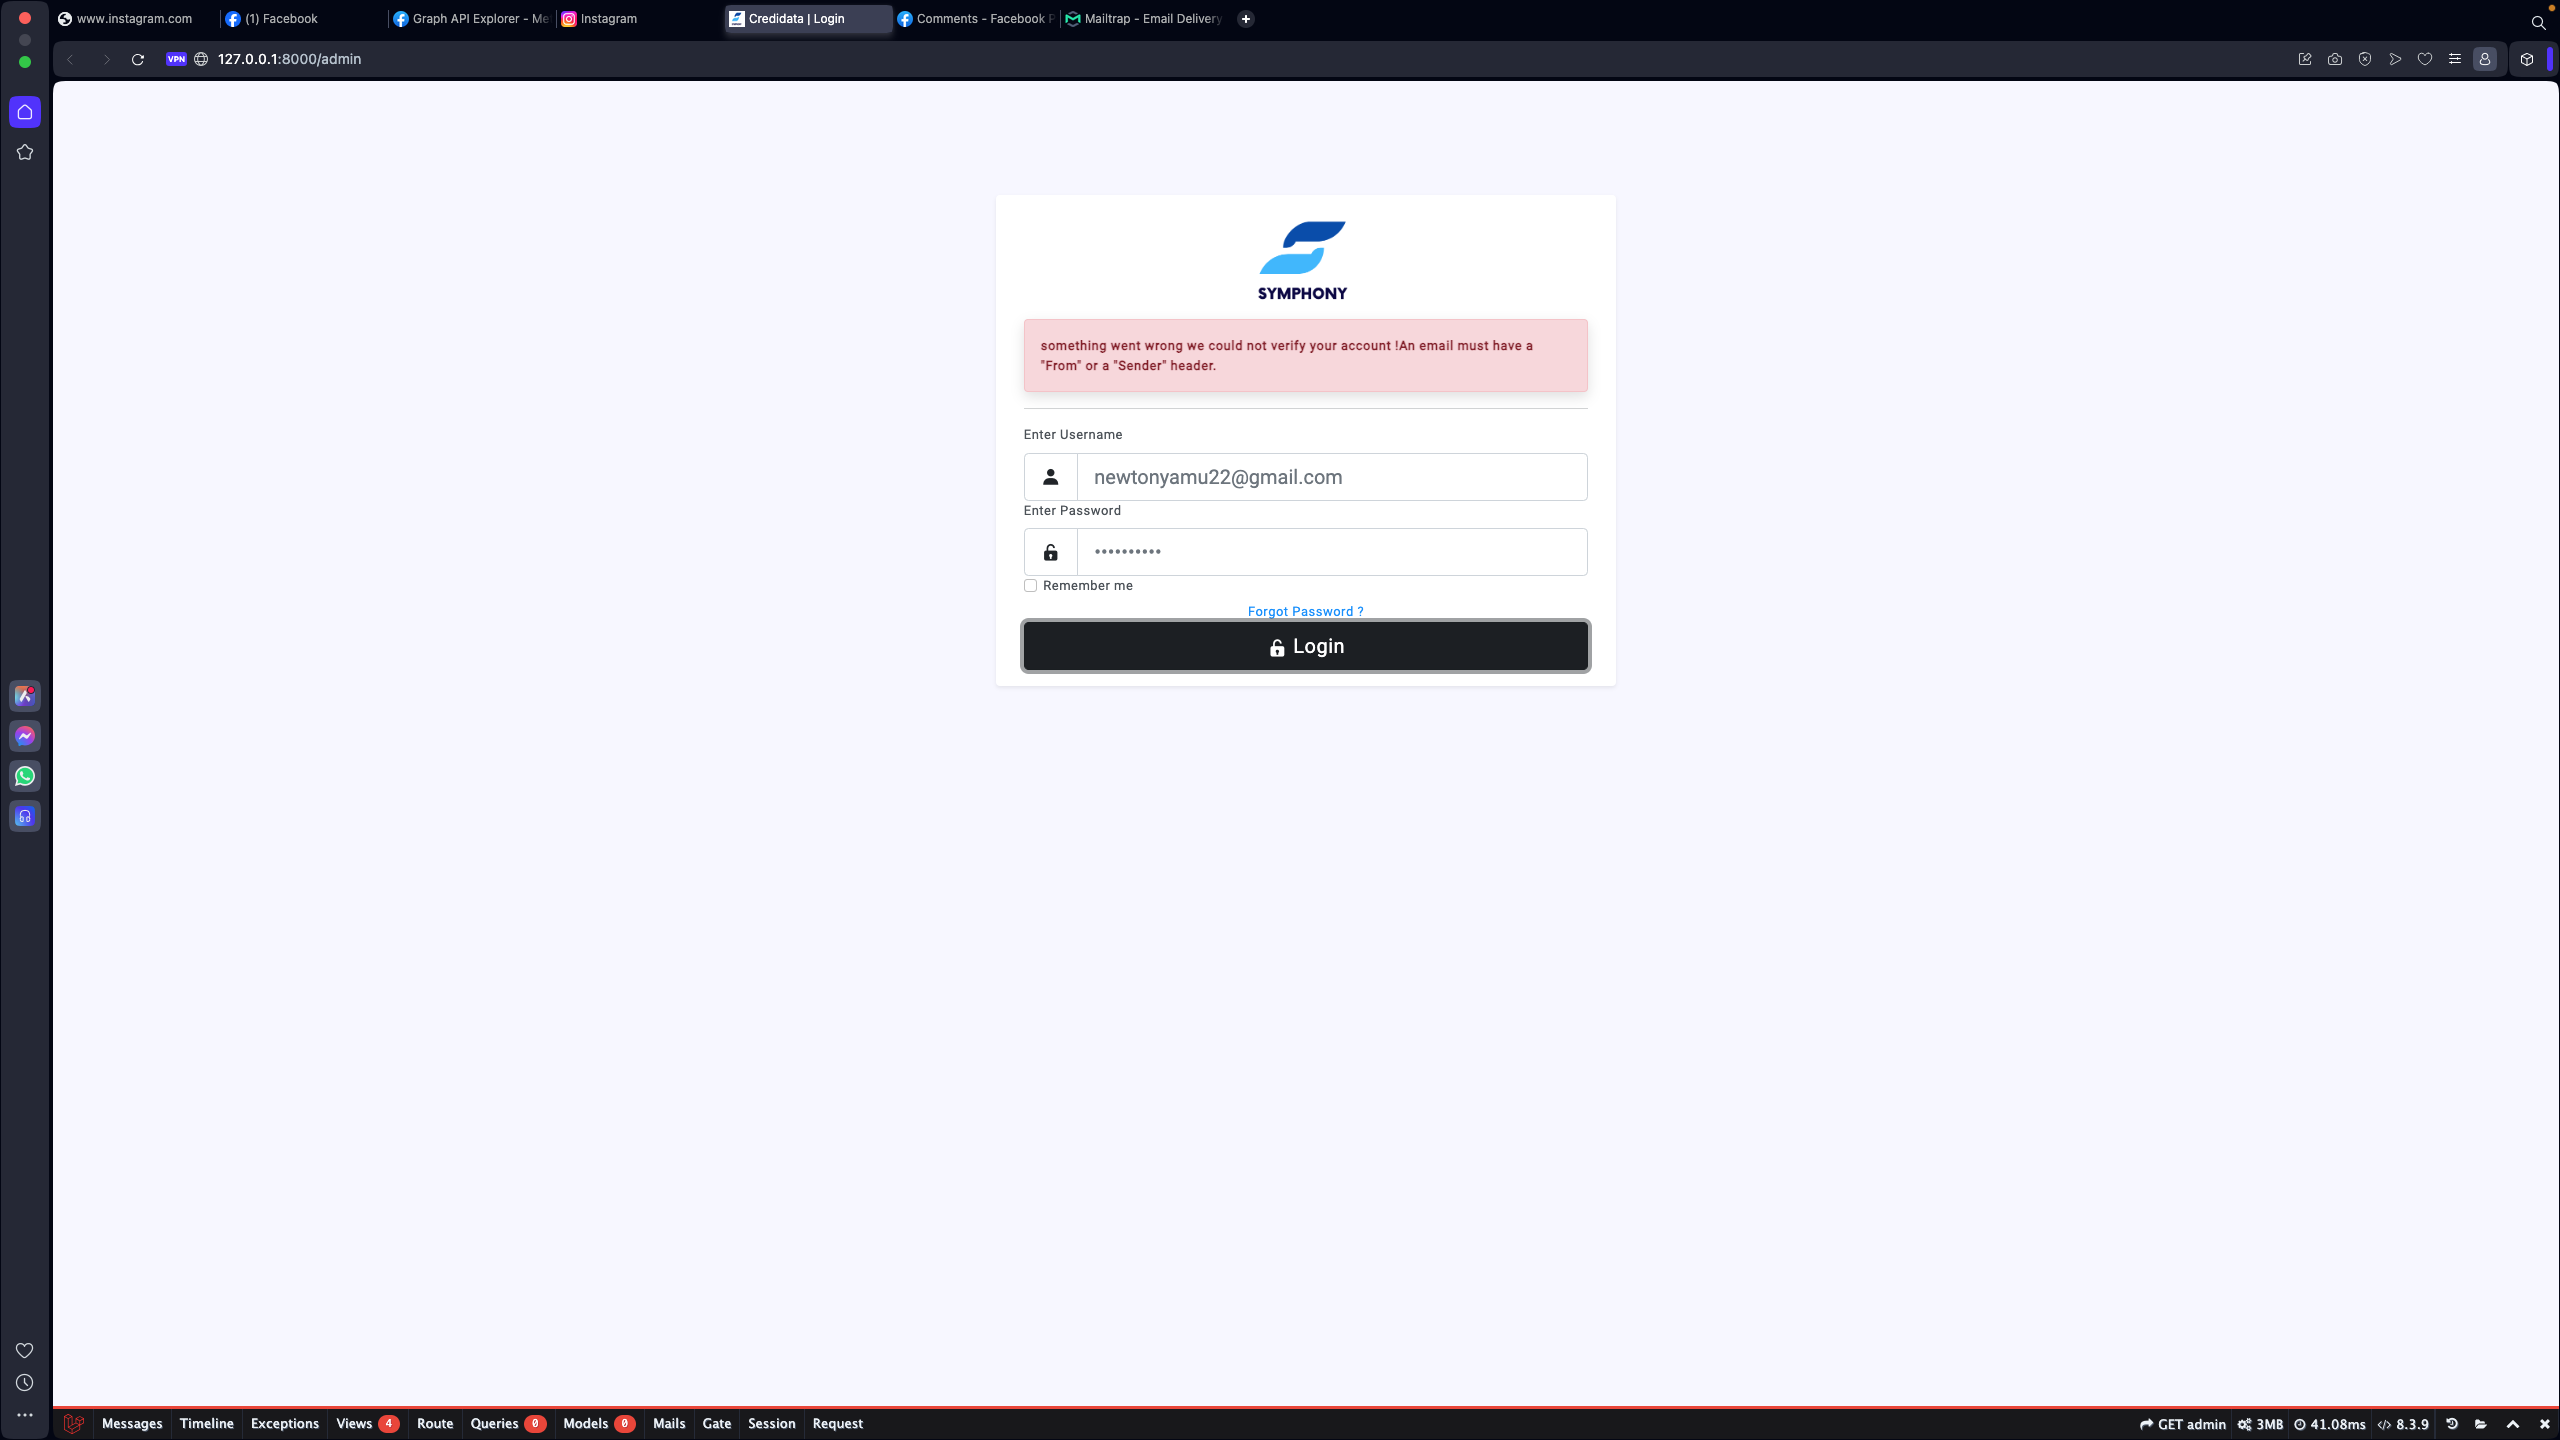 www.instagram.com
(1) Facebook
Graph API Explorer - Me
Instagram
Credidata | Login
Comments - Facebook P
Mailtrap - Email Delivery
VPN
127.0.0.1:8000/admin
SYMPHONY
something went wrong we could not verify your account !An email must have a
"From" or a "Sender" header.
Enter Username
newtonyamu22@gmail.com
Enter Password
Remember me
Forgot Password ?
Login
Messages
Timeline
Exceptions
Views 4
Route
Queries 0
Models 0
Mails
Gate
Session
Request
GET admin
3MB
41.08ms
8.3.9